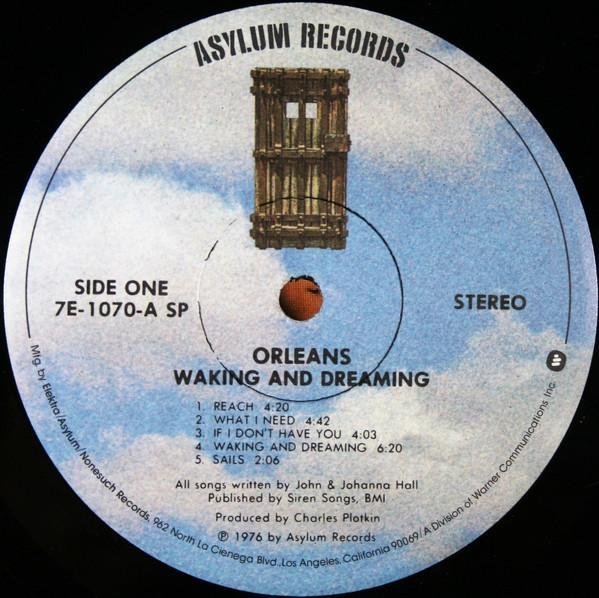 ASYLUM RECORDS
SIDE ONE
7E-1070-A SP
STEREO
ORLEANS
WAKING AND DREAMING
1. REACH 4:20
2. WHAT I NEED 4:42
3. IF I DON'T HAVE YOU 4:03
4. WAKING AND DREAMING 6:20
5. SAILS 2:06
All songs written by John & Johanna Hall
Published by Siren Songs, BMI
Produced by Charles Plotkin
℗ 1976 by Asylum Records
Mfg. by Elektra/Asylum/Nonesuch Records, 962 North La Cienega Blvd., Los Angeles, California 90069/A Division of Warner Communications Inc.